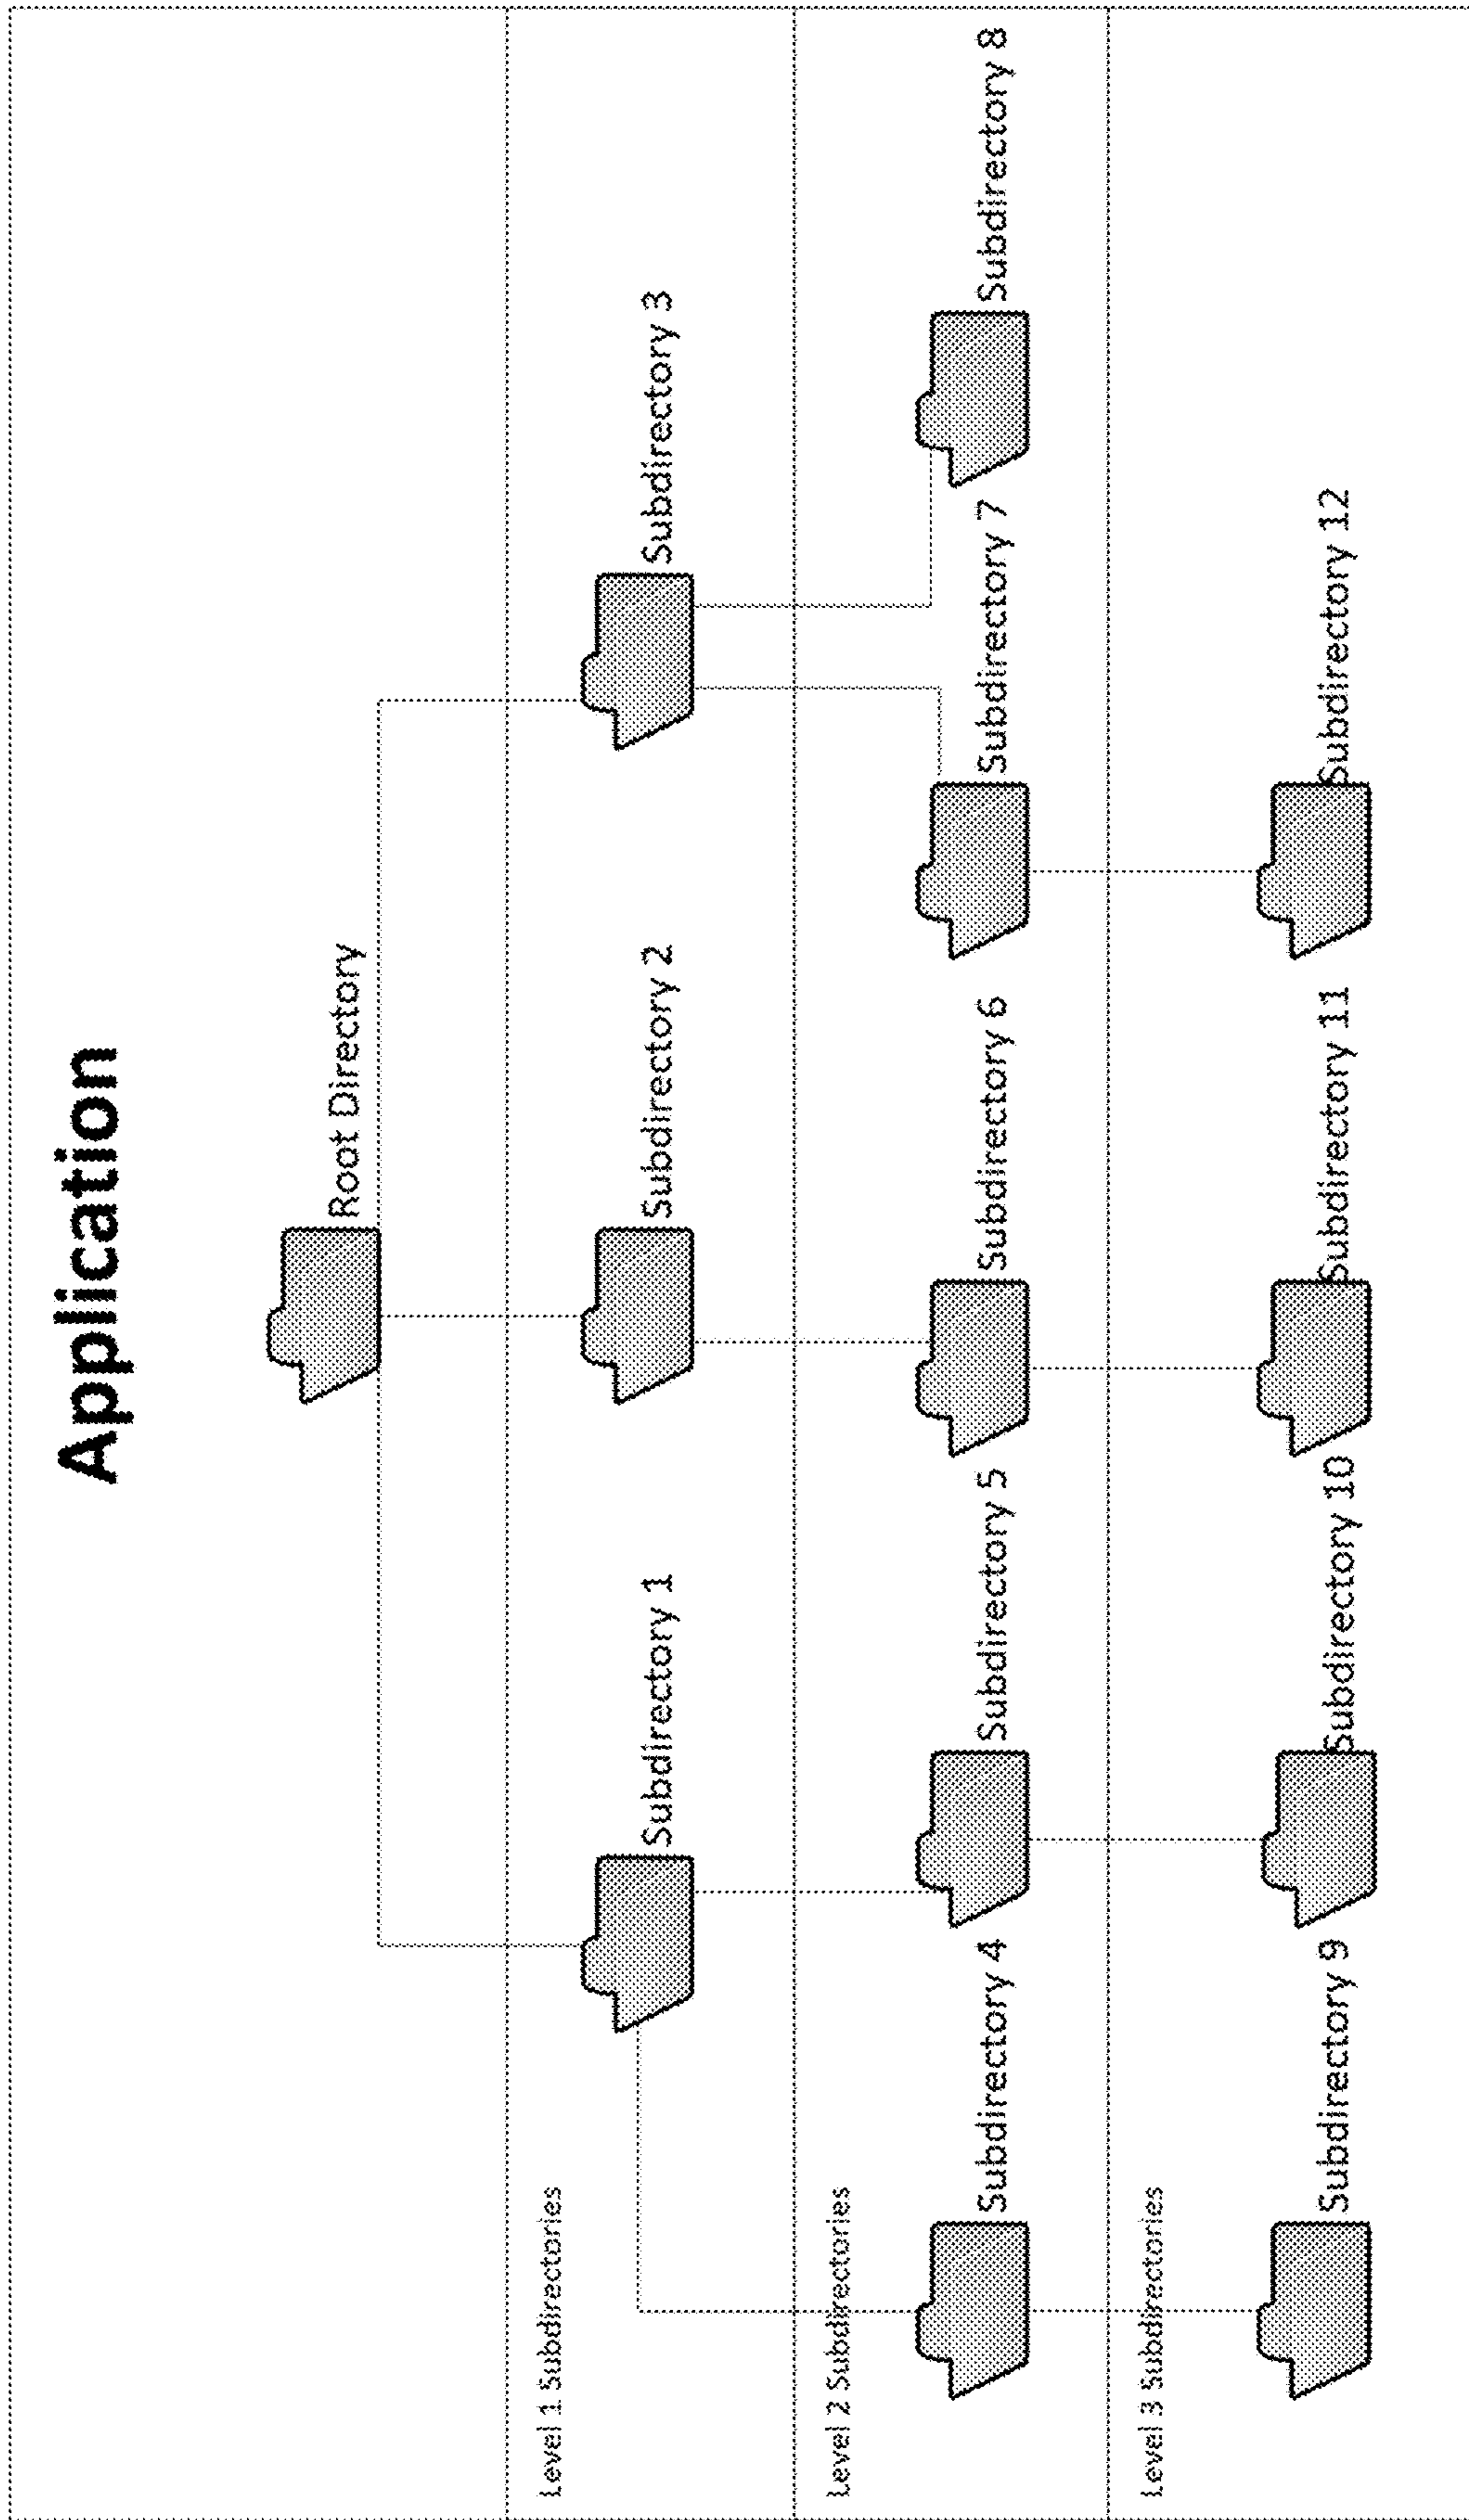 Application
Root Directory
Level 1 Subdirectories
Subdirectory 1
Subdirectory 2
Subdirectory 3
Level 2 Subdirectories
Subdirectory 4
Subdirectory 5
Subdirectory 6
Subdirectory 7
Subdirectory 8
Level 3 Subdirectories
Subdirectory 9
Subdirectory 10
Subdirectory 11
Subdirectory 12